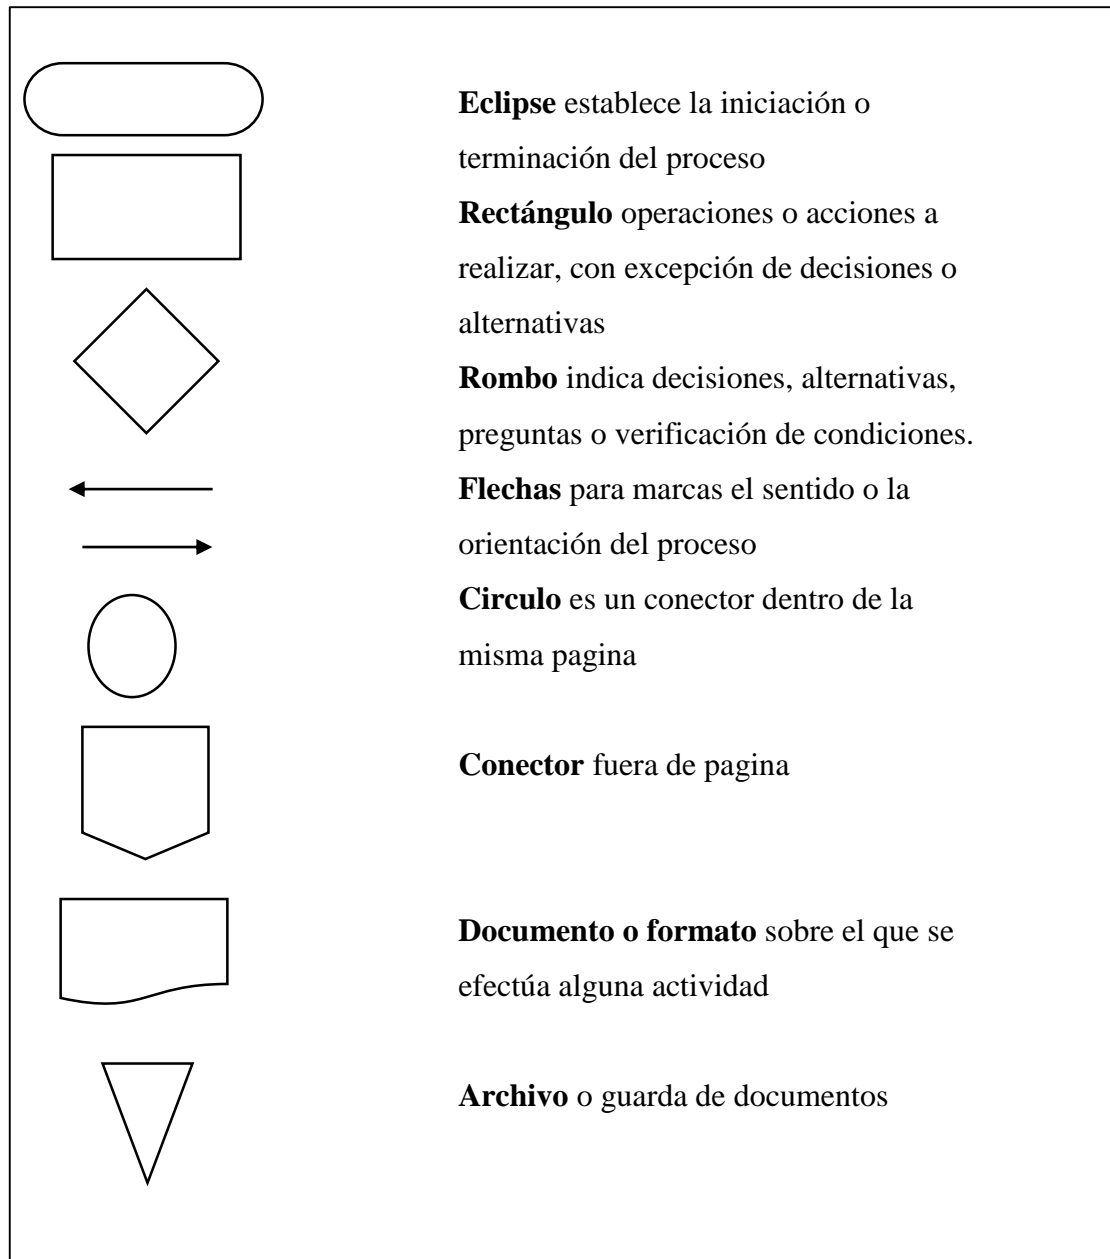 Eclipse establece la iniciación o
terminación del proceso
Rectángulo operaciones o acciones a
realizar, con excepción de decisiones o
alternativas
Rombo indica decisiones, alternativas,
preguntas o verificación de condiciones.
Flechas para marcas el sentido o la
orientación del proceso
Circulo es un conector dentro de la
misma pagina
Conector fuera de pagina
Documento o formato sobre el que se
efectúa alguna actividad
Archivo o guarda de documentos